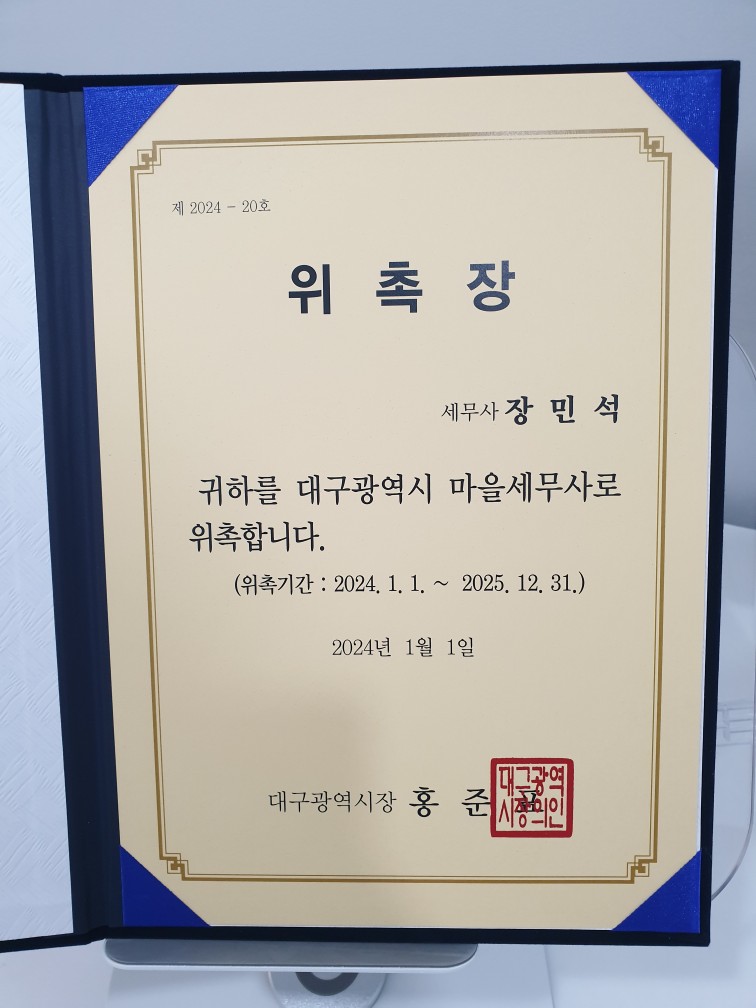 제 2024 - 20호
위 촉 장
세무사 장 민 석
귀하를 대구광역시 마을세무사로
위촉합니다.
(위촉기간 : 2024. 1. 1. ~ 2025. 12. 31.)
2024년 1월 1일
대구광역시장 홍 준 표
대구광역
시장의인